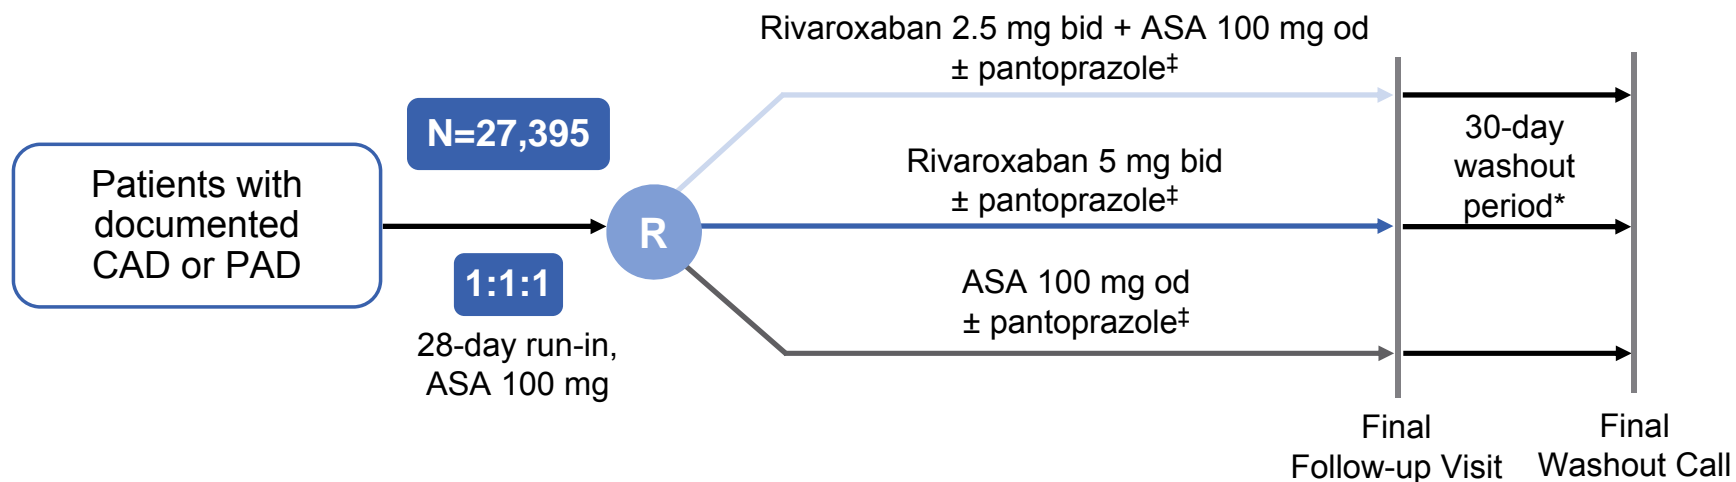 Patients with
documented
CAD or PAD
N=27,395
1:1:1
28-day run-in,
ASA 100 mg
R
Rivaroxaban 2.5 mg bid + ASA 100 mg od
± pantoprazole‡
Rivaroxaban 5 mg bid
± pantoprazole‡
ASA 100 mg od
± pantoprazole‡
30-day
washout
period*
Final
Follow-up Visit
Final
Washout Call